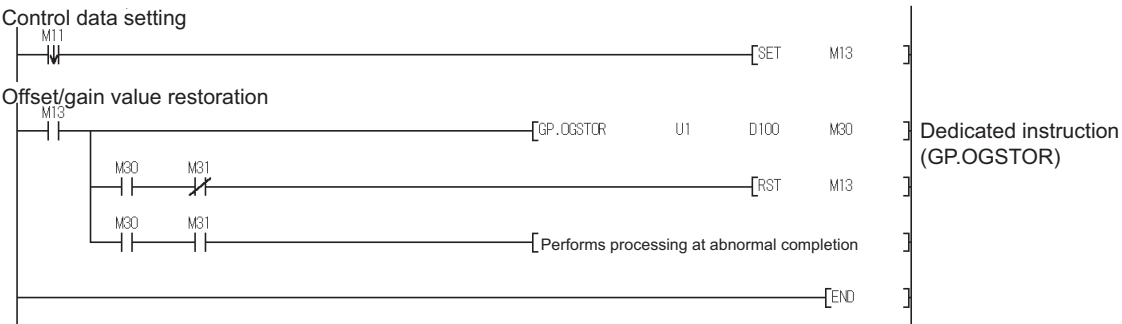 Control data setting
M11
SET M13
Offset/gain value restoration
M13
GP.OGSTOR U1 D100 M30
Dedicated instruction
(GP.OGSTOR)
M30 M31
RST M13
M30 M31
Performs processing at abnormal completion
END